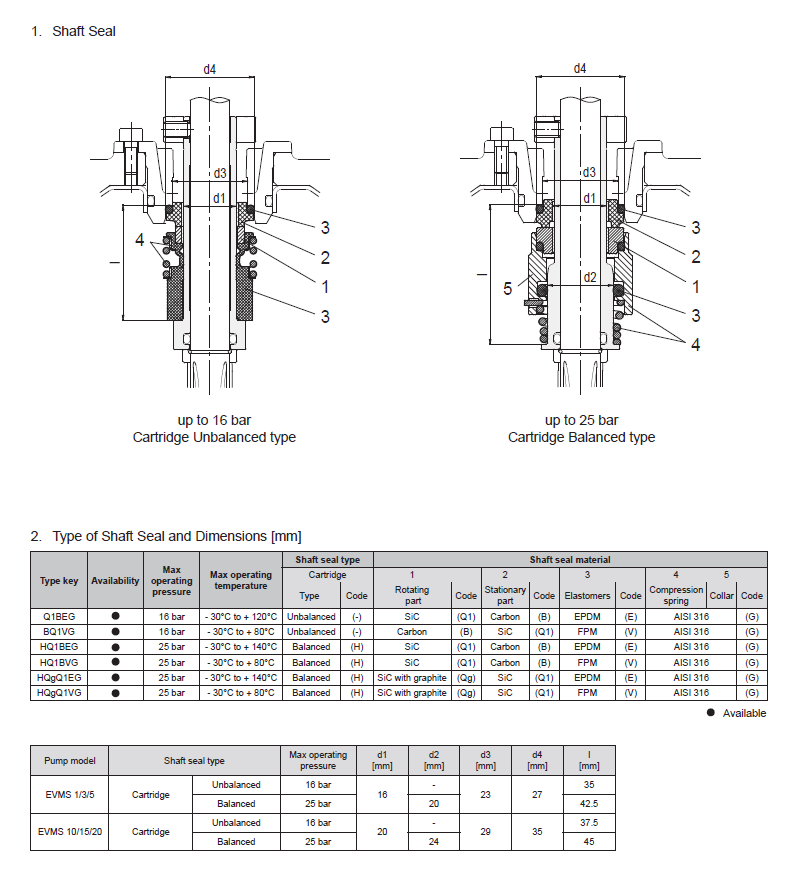 1. Shaft Seal
d4
d3
d1
3
4
2
l
1
3
up to 16 bar
Cartridge Unbalanced type
d4
d3
d1
3
2
l
d2
5
1
3
4
up to 25 bar
Cartridge Balanced type
2. Type of Shaft Seal and Dimensions [mm]
Type key Availability Max operating pressure Max operating temperature Shaft seal type Shaft seal material
Cartridge 1 2 3 4 5
Type Code Rotating part Code Stationary part Code Elastomers Code Compression spring Collar Code
Q1BEG ● 16 bar - 30°C to + 120°C Unbalanced (-) SiC (Q1) Carbon (B) EPDM (E) AISI 316 (G)
BQ1VG ● 16 bar - 30°C to + 80°C Unbalanced (-) Carbon (B) SiC (Q1) FPM (V) AISI 316 (G)
HQ1BEG ● 25 bar - 30°C to + 140°C Balanced (H) SiC (Q1) Carbon (B) EPDM (E) AISI 316 (G)
HQ1BVG ● 25 bar - 30°C to + 80°C Balanced (H) SiC (Q1) Carbon (B) FPM (V) AISI 316 (G)
HQgQ1EG ● 25 bar - 30°C to + 140°C Balanced (H) SiC with graphite (Qg) SiC (Q1) EPDM (E) AISI 316 (G)
HQgQ1VG ● 25 bar - 30°C to + 80°C Balanced (H) SiC with graphite (Qg) SiC (Q1) FPM (V) AISI 316 (G)
● Available
Pump model Shaft seal type Max operating pressure d1 [mm] d2 [mm] d3 [mm] d4 [mm] l [mm]
EVMS 1/3/5 Cartridge Unbalanced 16 bar 16 - 23 27 35
Balanced 25 bar 20 42.5
EVMS 10/15/20 Cartridge Unbalanced 16 bar 20 - 29 35 37.5
Balanced 25 bar 24 45